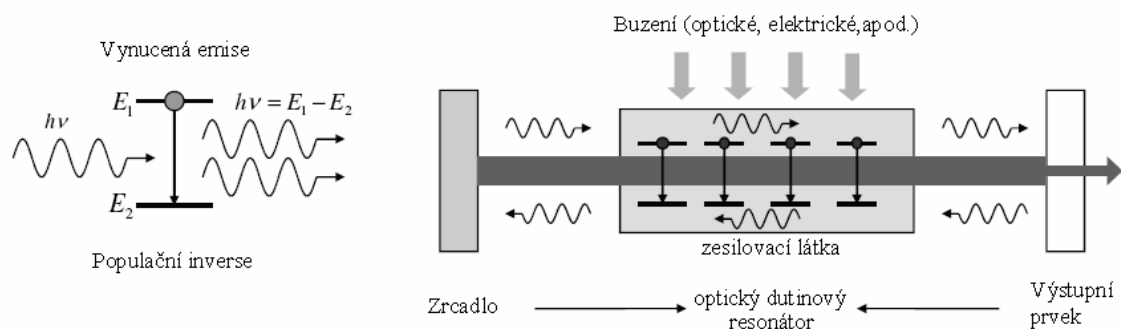 Vynucená emise
E₁
hν
hν = E₁ − E₂
E₂
Populační inverse
Buzení (optické, elektrické,apod.)
zesilovací látka
Zrcadlo
optický dutinový
resonátor
Výstupní
prvek